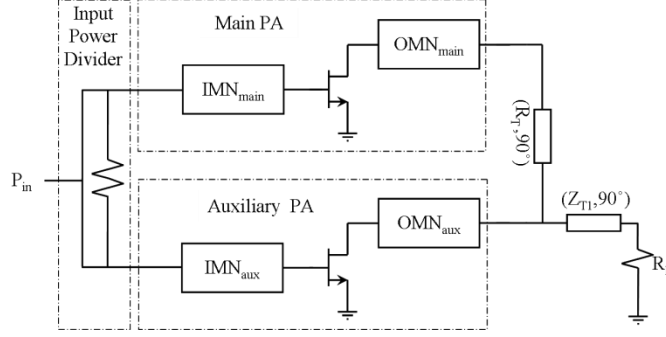 Input
Power
Divider
Main PA
OMNmain
IMNmain
(RT,90°)
Pin
Auxiliary PA
(ZT1,90°)
OMNaux
IMNaux